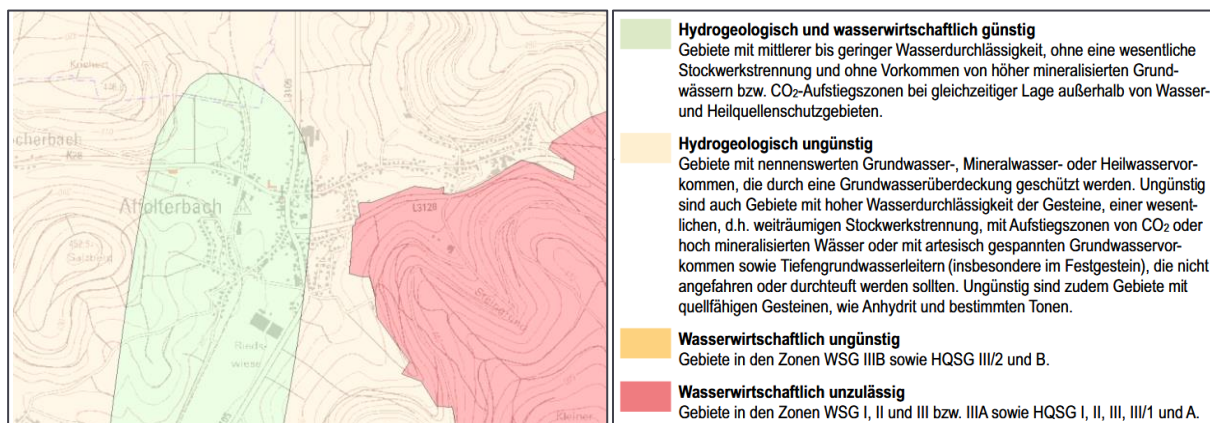 Kocherb
3109
cherbach
Affolterbach
L3120
Steinglung
Rinds-
wiese
Kleiner
Hydrogeologisch und wasserwirtschaftlich günstig
Gebiete mit mittlerer bis geringer Wasserdurchlässigkeit, ohne eine wesentliche
Stockwerkstrennung und ohne Vorkommen von höher mineralisierten Grund-
wässern bzw. CO₂-Aufstiegszonen bei gleichzeitiger Lage außerhalb von Wasser-
und Heilquellenschutzgebieten.
Hydrogeologisch ungünstig
Gebiete mit nennenswerten Grundwasser-, Mineralwasser- oder Heilwasservor-
kommen, die durch eine Grundwasserüberdeckung geschützt werden. Ungünstig
sind auch Gebiete mit hoher Wasserdurchlässigkeit der Gesteine, einer wesent-
lichen, d.h. weiträumigen Stockwerkstrennung, mit Aufstiegszonen von CO₂ oder
hoch mineralisierten Wässer oder mit artesisch gespannten Grundwasservor-
kommen sowie Tiefengrundwasserleitern (insbesondere im Festgestein), die nicht
angefahren oder durchteuft werden sollten. Ungünstig sind zudem Gebiete mit
quellfähigen Gesteinen, wie Anhydrit und bestimmten Tonen.
Wasserwirtschaftlich ungünstig
Gebiete in den Zonen WSG IIIB sowie HQSG III/2 und B.
Wasserwirtschaftlich unzulässig
Gebiete in den Zonen WSG I, II und III bzw. IIIA sowie HQSG I, II, III, III/1 und A.